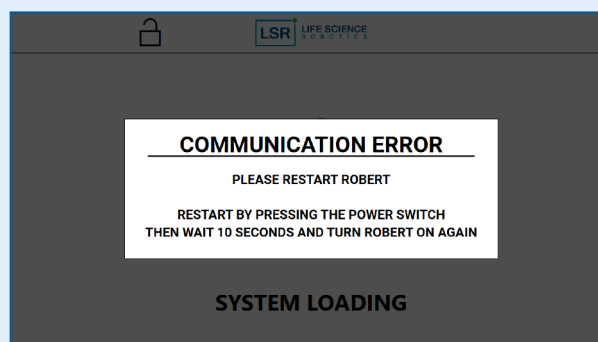 LSR LIFE SCIENCE
ROBOTICS
COMMUNICATION ERROR
PLEASE RESTART ROBERT
RESTART BY PRESSING THE POWER SWITCH
THEN WAIT 10 SECONDS AND TURN ROBERT ON AGAIN
SYSTEM LOADING